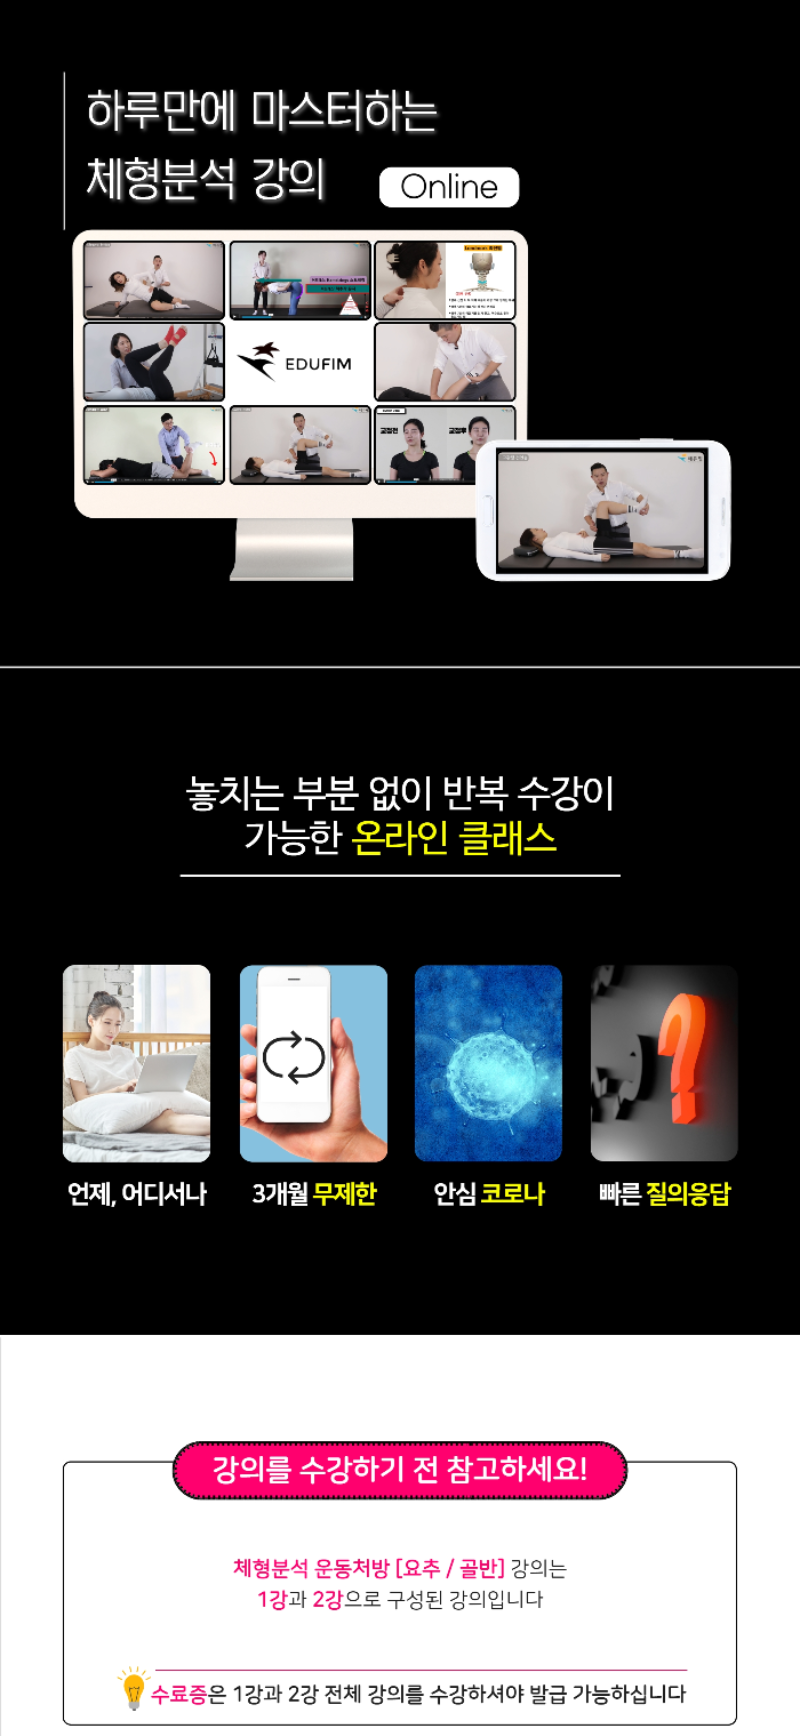 하루만에 마스터하는
체형분석 강의
Online
EDUFIM
교정전
교정후
놓치는 부분 없이 반복 수강이
가능한 온라인 클래스
언제, 어디서나
3개월 무제한
안심 코로나
빠른 질의응답
강의를 수강하기 전 참고하세요!
체형분석 운동처방 [요추 / 골반] 강의는
1강과 2강으로 구성된 강의입니다
수료증은 1강과 2강 전체 강의를 수강하셔야 발급 가능하십니다